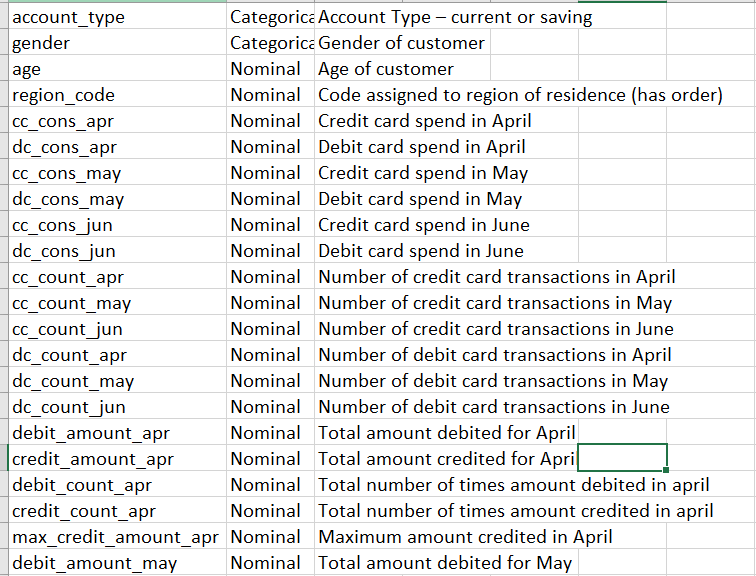 account_type Categorica Account Type – current or saving
gender Categorica Gender of customer
age Nominal Age of customer
region_code Nominal Code assigned to region of residence (has order)
cc_cons_apr Nominal Credit card spend in April
dc_cons_apr Nominal Debit card spend in April
cc_cons_may Nominal Credit card spend in May
dc_cons_may Nominal Debit card spend in May
cc_cons_jun Nominal Credit card spend in June
dc_cons_jun Nominal Debit card spend in June
cc_count_apr Nominal Number of credit card transactions in April
cc_count_may Nominal Number of credit card transactions in May
cc_count_jun Nominal Number of credit card transactions in June
dc_count_apr Nominal Number of debit card transactions in April
dc_count_may Nominal Number of debit card transactions in May
dc_count_jun Nominal Number of debit card transactions in June
debit_amount_apr Nominal Total amount debited for April
credit_amount_apr Nominal Total amount credited for April
debit_count_apr Nominal Total number of times amount debited in april
credit_count_apr Nominal Total number of times amount credited in april
max_credit_amount_apr Nominal Maximum amount credited in April
debit_amount_may Nominal Total amount debited for May